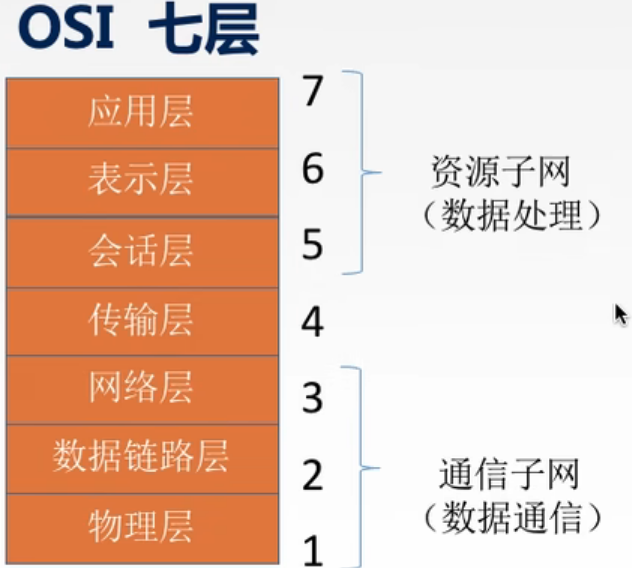 OSI 七层
应用层 7
表示层 6
资源子网
（数据处理）
会话层 5
传输层 4
网络层 3
数据链路层 2
通信子网
（数据通信）
物理层 1